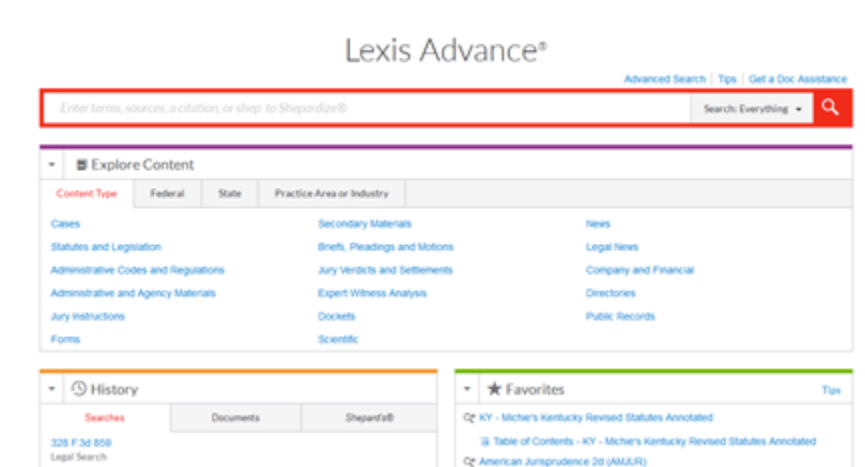 Lexis Advance®
Advanced Search | Tips | Get a Doc Assistance
Enter terms, sources, a citation, or shep: to Shepardize® Search: Everything
Explore Content
Content Type Federal State Practice Area or Industry
Cases Secondary Materials News
Statutes and Legislation Briefs, Pleadings and Motions Legal News
Administrative Codes and Regulations Jury Verdicts and Settlements Company and Financial
Administrative and Agency Materials Expert Witness Analysis Directories
Jury Instructions Dockets Public Records
Forms Scientific
History
Searches Documents Shepard's®
328 F.3d 859
Legal Search
Favorites Tips
KY - Michie's Kentucky Revised Statutes Annotated
Table of Contents - KY - Michie's Kentucky Revised Statutes Annotated
American Jurisprudence 2d (AMJUR)